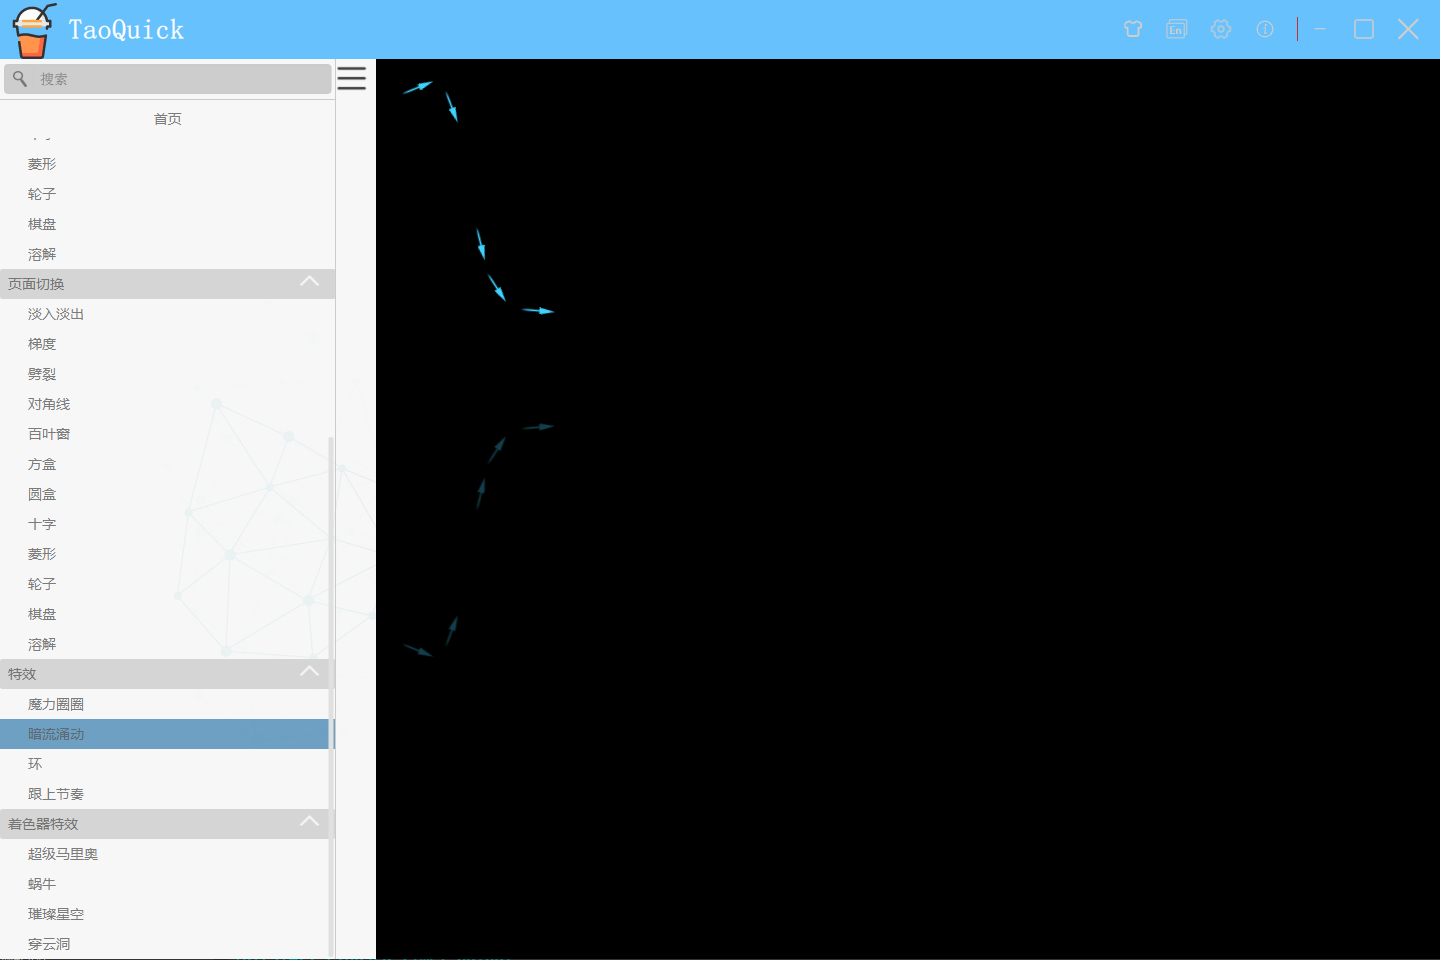 TaoQuick
En
搜索
首页
菱形
轮子
棋盘
溶解
页面切换
淡入淡出
梯度
劈裂
对角线
百叶窗
方盒
圆盒
十字
菱形
轮子
棋盘
溶解
特效
魔力圈圈
暗流涌动
环
跟上节奏
着色器特效
超级马里奥
蜗牛
璀璨星空
穿云洞